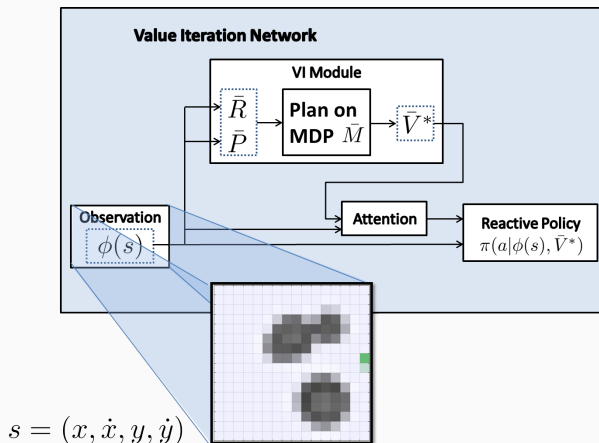 Value Iteration Network
VI Module
R̄
P̄
Plan on
MDP M̄
V̄*
Observation
ϕ(s)
Attention
Reactive Policy
π(a|ϕ(s), V̄*)
s = (x, ẋ, y, ẏ)